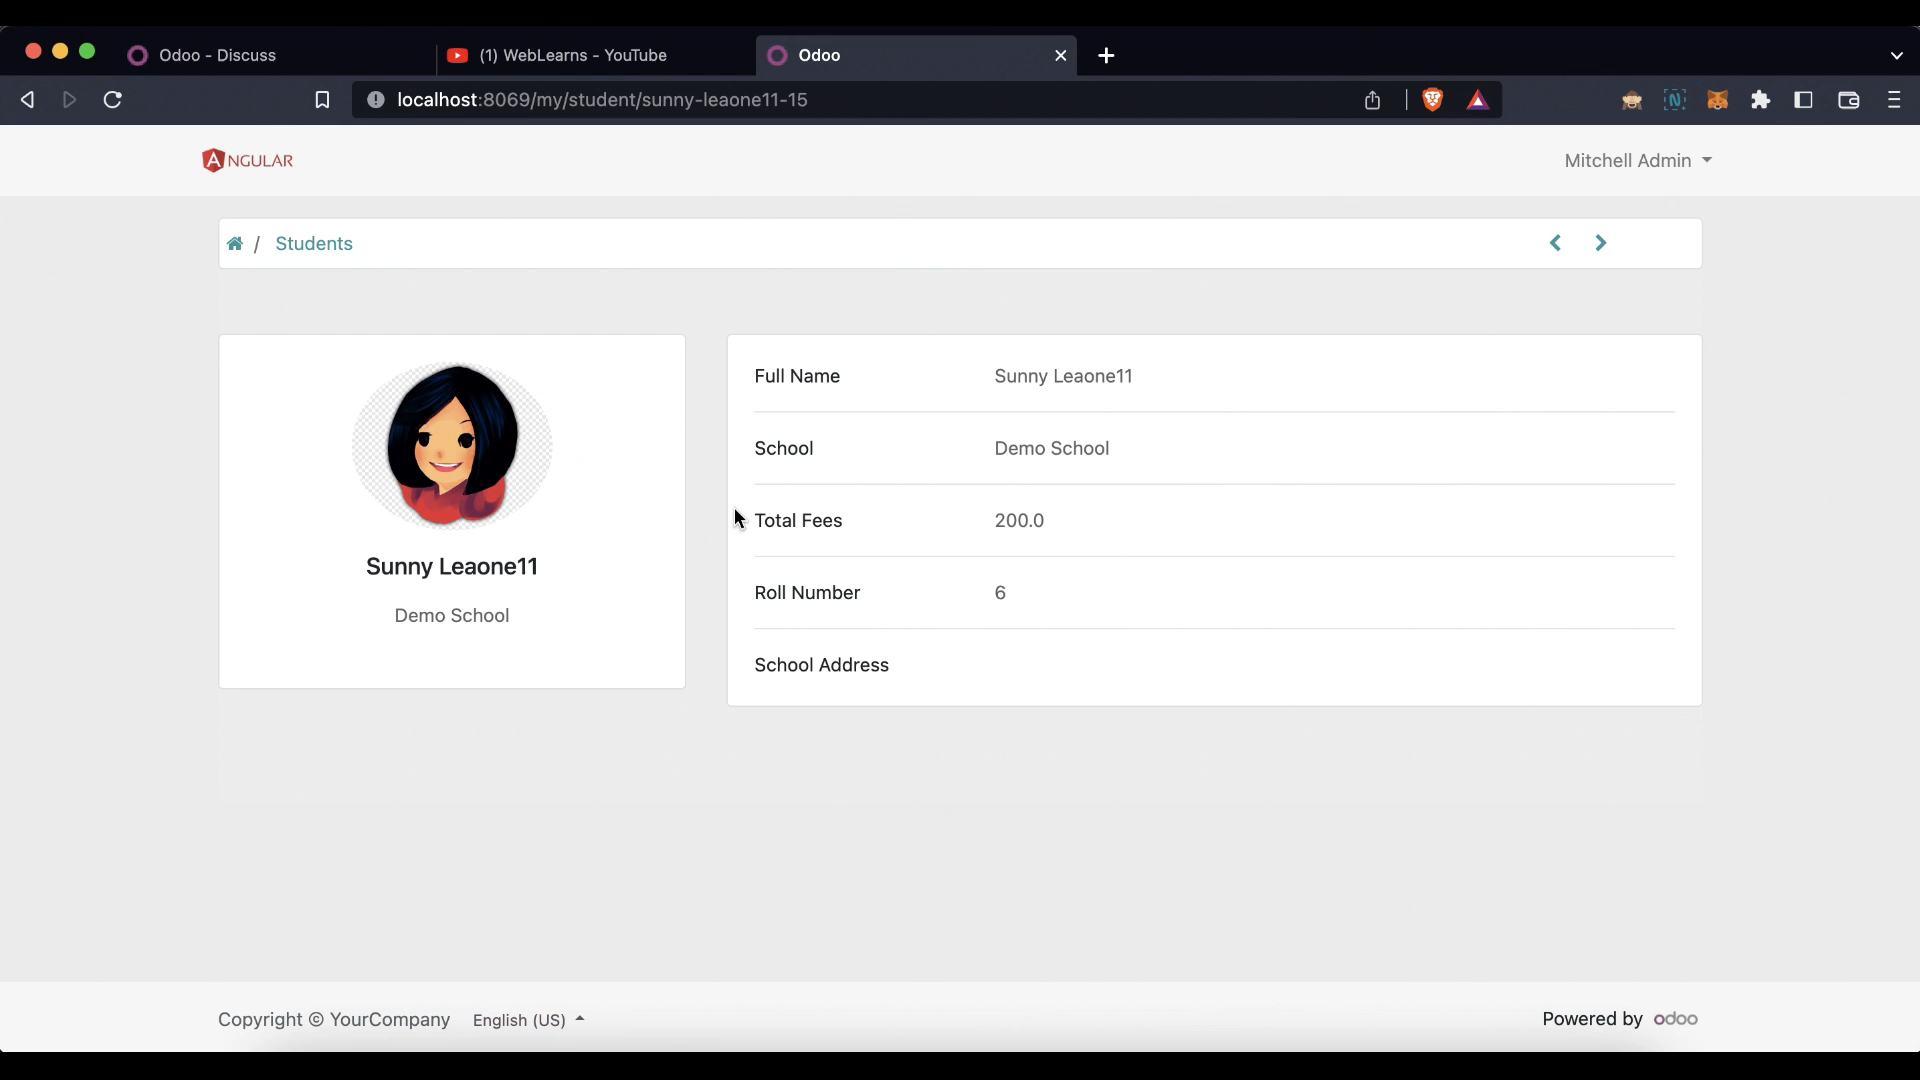 Odoo - Discuss
(1) WebLearns - YouTube
Odoo
localhost:8069/my/student/sunny-leaone11-15
ANGULAR
Mitchell Admin
/ Students
Sunny Leaone11
Demo School
Full Name Sunny Leaone11
School Demo School
Total Fees 200.0
Roll Number 6
School Address
Copyright © YourCompany English (US)
Powered by odoo